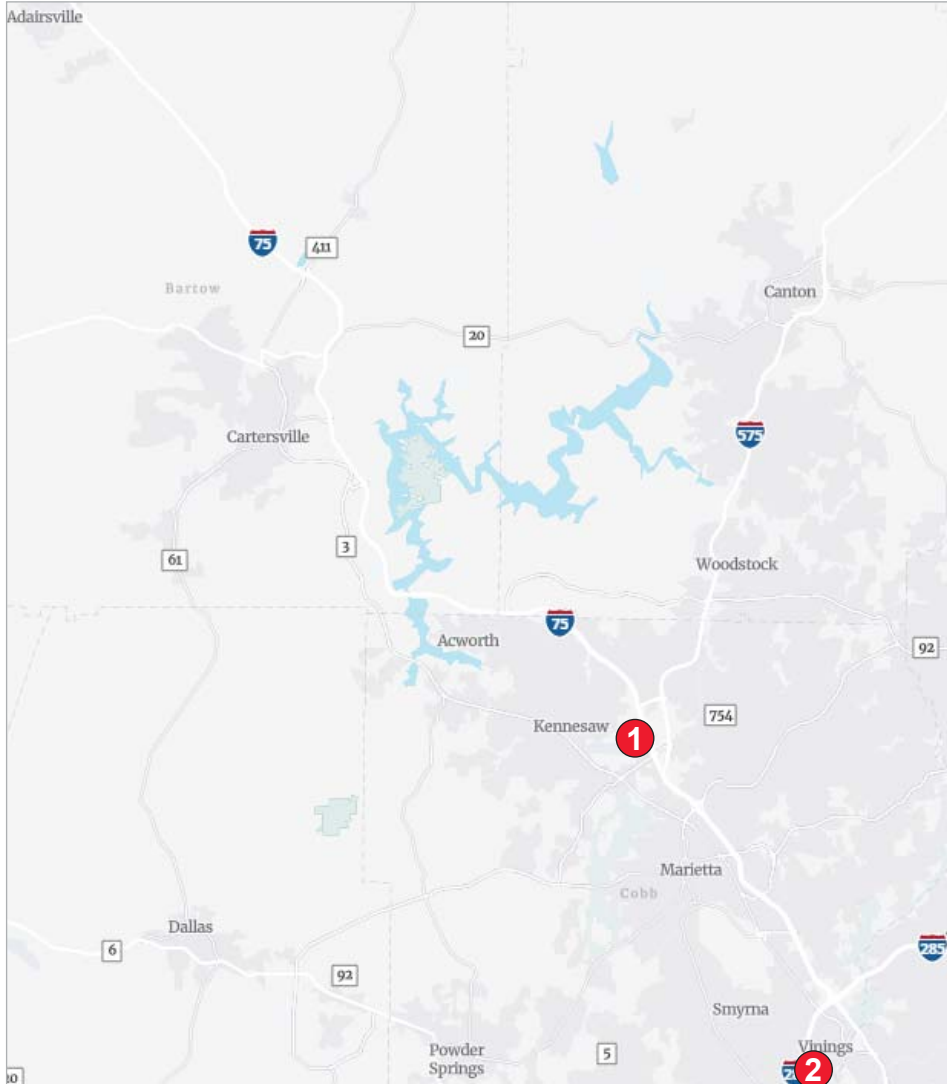 Adairsville
75
411
Bartow
Canton
20
575
Cartersville
3
61
Woodstock
75
Acworth
92
754
Kennesaw
1
Marietta
Cobb
Dallas
6
285
92
Smyrna
Vinings
Powder
Springs
5
2